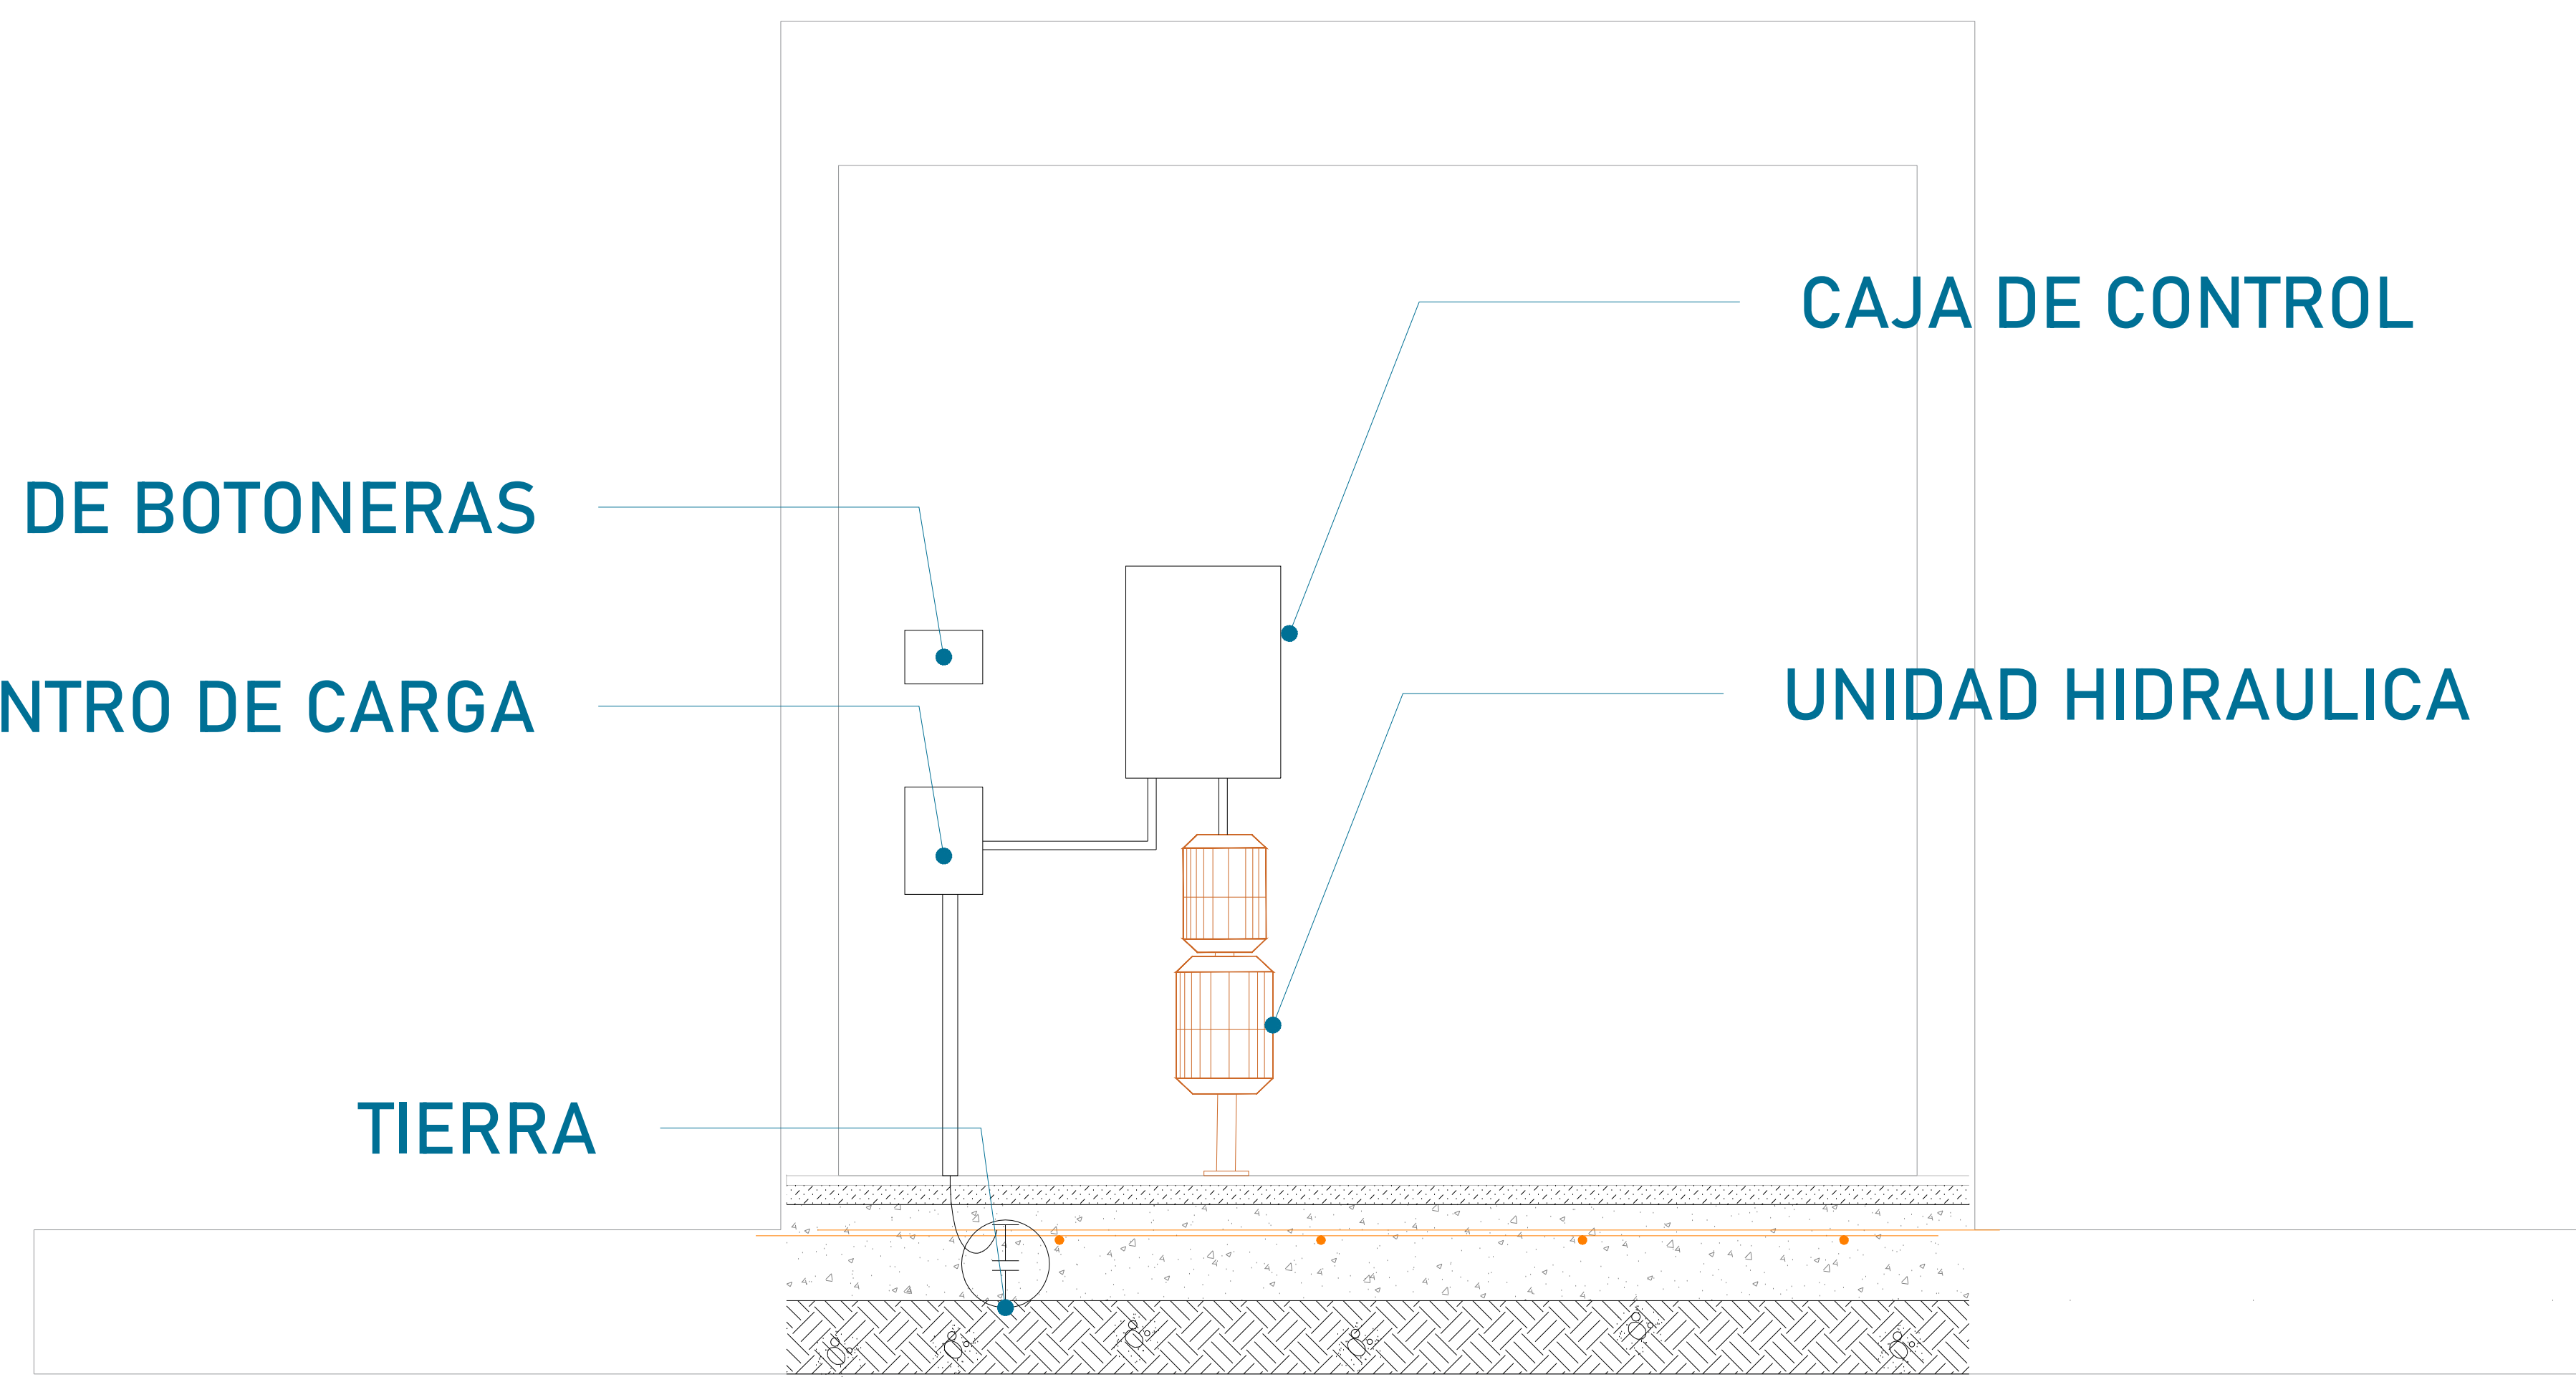 CAJA DE CONTROL
DE BOTONERAS
UNIDAD HIDRAULICA
NTRO DE CARGA
TIERRA